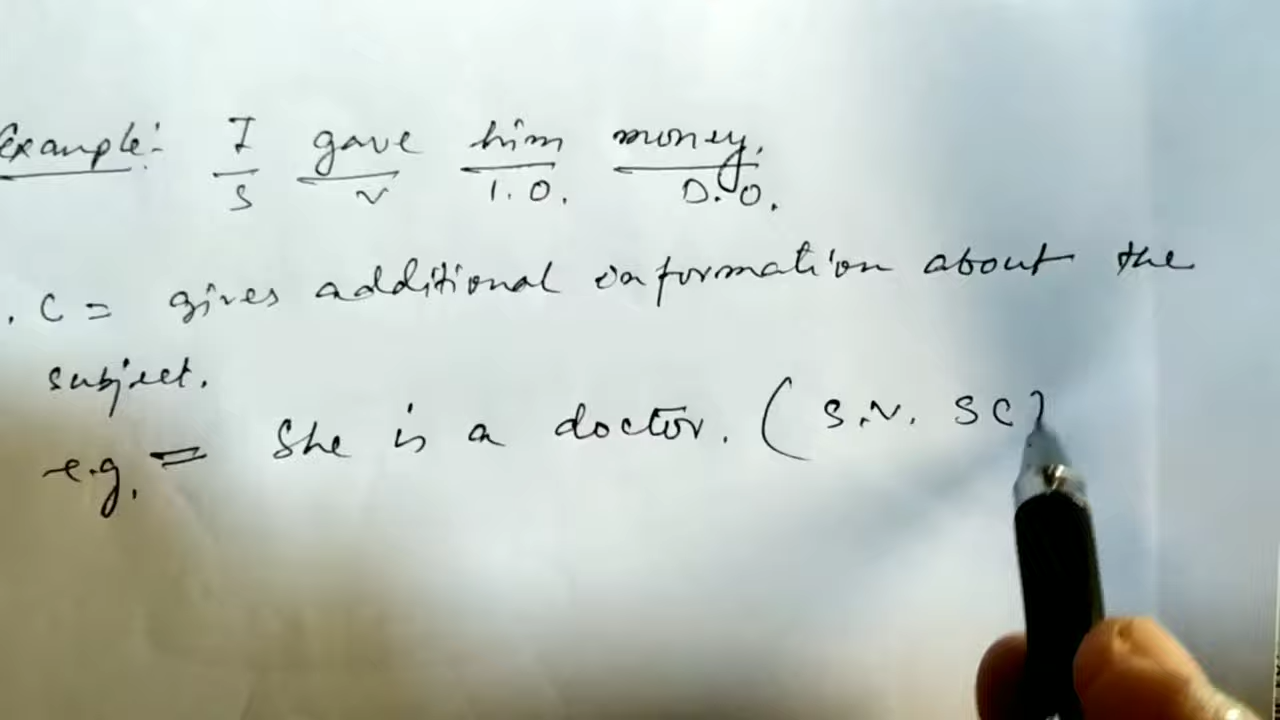 Example:- I gave him money.
S V I.O. D.O.
. C = gives additional information about the
subject.
e.g. = She is a doctor. (S.V. SC)